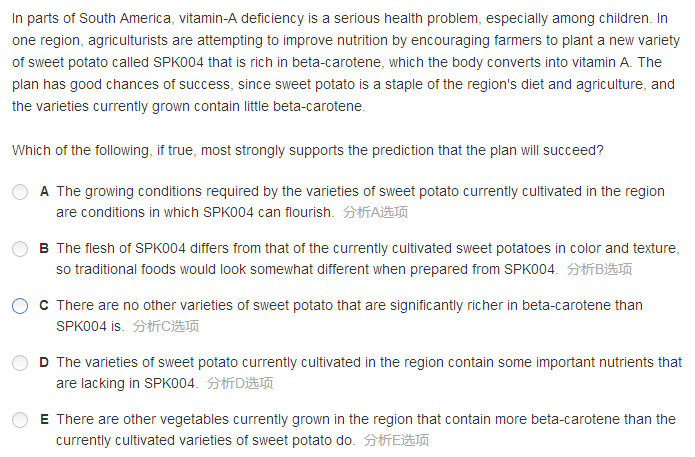 In parts of South America, vitamin-A deficiency is a serious health problem, especially among children. In
one region, agriculturists are attempting to improve nutrition by encouraging farmers to plant a new variety
of sweet potato called SPK004 that is rich in beta-carotene, which the body converts into vitamin A. The
plan has good chances of success, since sweet potato is a staple of the region's diet and agriculture, and
the varieties currently grown contain little beta-carotene.
Which of the following, if true, most strongly supports the prediction that the plan will succeed?
A The growing conditions required by the varieties of sweet potato currently cultivated in the region
are conditions in which SPK004 can flourish. 分析A选项
B The flesh of SPK004 differs from that of the currently cultivated sweet potatoes in color and texture,
so traditional foods would look somewhat different when prepared from SPK004. 分析B选项
C There are no other varieties of sweet potato that are significantly richer in beta-carotene than
SPK004 is. 分析C选项
D The varieties of sweet potato currently cultivated in the region contain some important nutrients that
are lacking in SPK004. 分析D选项
E There are other vegetables currently grown in the region that contain more beta-carotene than the
currently cultivated varieties of sweet potato do. 分析E选项